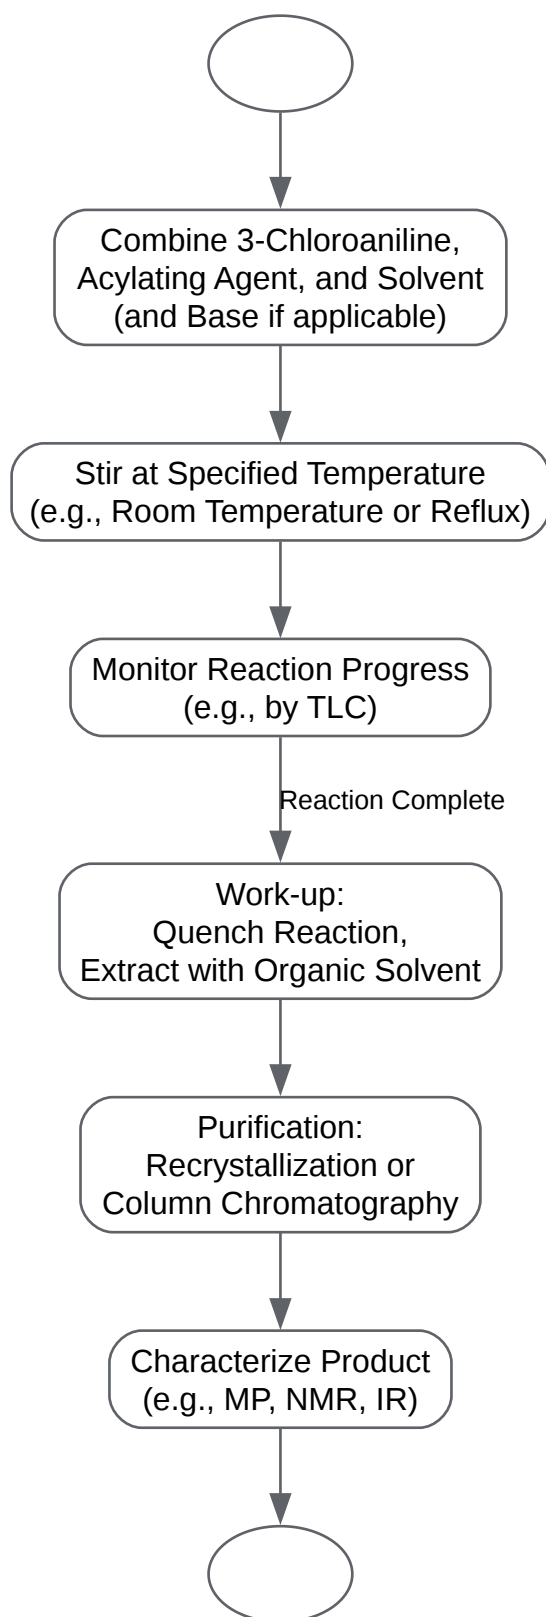 Combine 3-Chloroaniline,
Acylating Agent, and Solvent
(and Base if applicable)
Stir at Specified Temperature
(e.g., Room Temperature or Reflux)
Monitor Reaction Progress
(e.g., by TLC)
Reaction Complete
Work-up:
Quench Reaction,
Extract with Organic Solvent
Purification:
Recrystallization or
Column Chromatography
Characterize Product
(e.g., MP, NMR, IR)